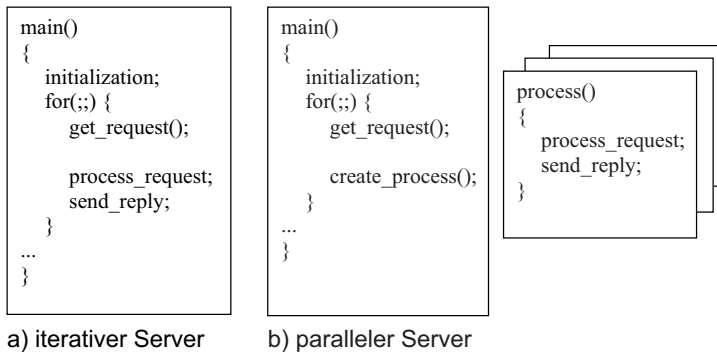 main()
{
initialization;
for(;;) {
get_request();
process_request;
send_reply;
}
...
}
a) iterativer Server
main()
{
initialization;
for(;;) {
get_request();
create_process();
}
...
}
b) paralleler Server
process()
{
process_request;
send_reply;
}